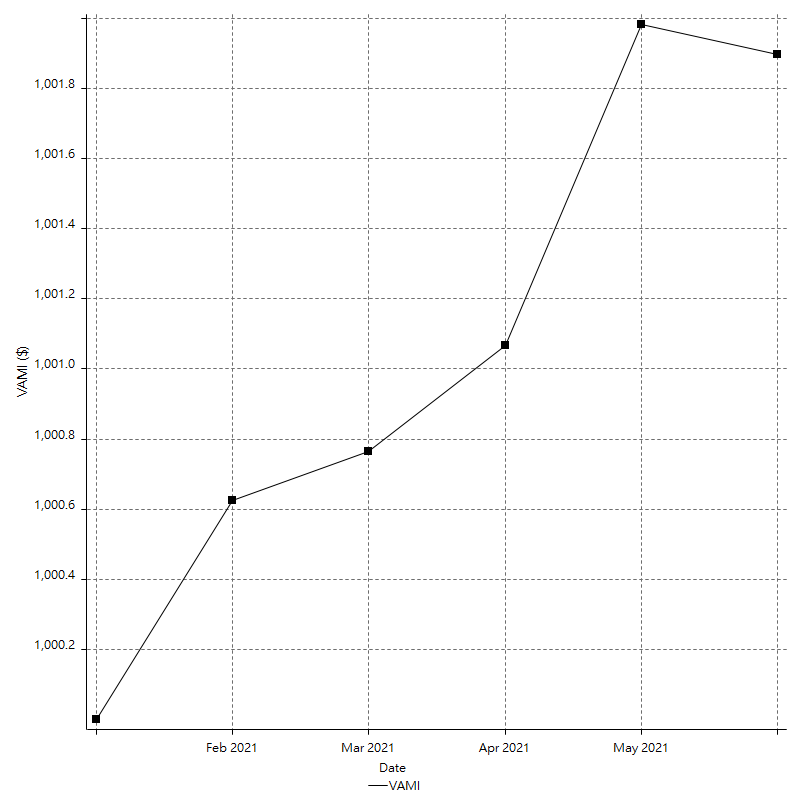 1,001.8
1,001.6
1,001.4
1,001.2
1,001.0
1,000.8
1,000.6
1,000.4
1,000.2
VAMI ($)
Feb 2021
Mar 2021
Apr 2021
May 2021
Date
VAMI